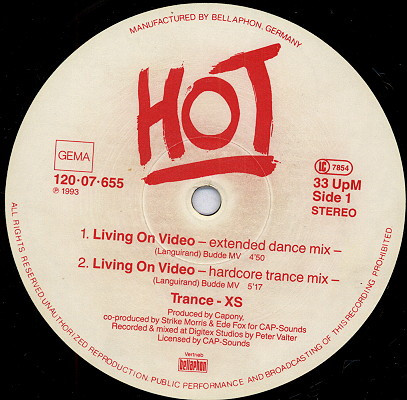 MANUFACTURED BY BELLAPHON, GERMANY
HOT
GEMA
120·07·655
℗ 1993
LC 7854
33 UpM
Side 1
STEREO
1. Living On Video – extended dance mix –
(Languirand) Budde MV 4'50
2. Living On Video – hardcore trance mix –
(Languirand) Budde MV 5'17
Trance - XS
Produced by Capony,
co-produced by Strike Morris & Ede Fox for CAP-Sounds
Recorded & mixed at Digitex Studios by Peter Valter
Licensed by CAP-Sounds
Vertrieb
bellaphon
ALL RIGHTS RESERVED.UNAUTHORIZED REPRODUCTION, PUBLIC PERFORMANCE AND BROADCASTING OF THIS RECORDING PROHIBITED